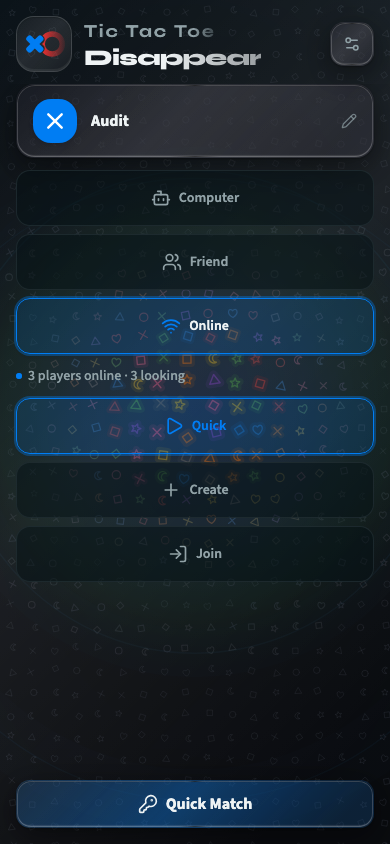 Tic Tac Toe
Disappear
Audit
Computer
Friend
Online
3 players online · 3 looking
Quick
Create
Join
Quick Match